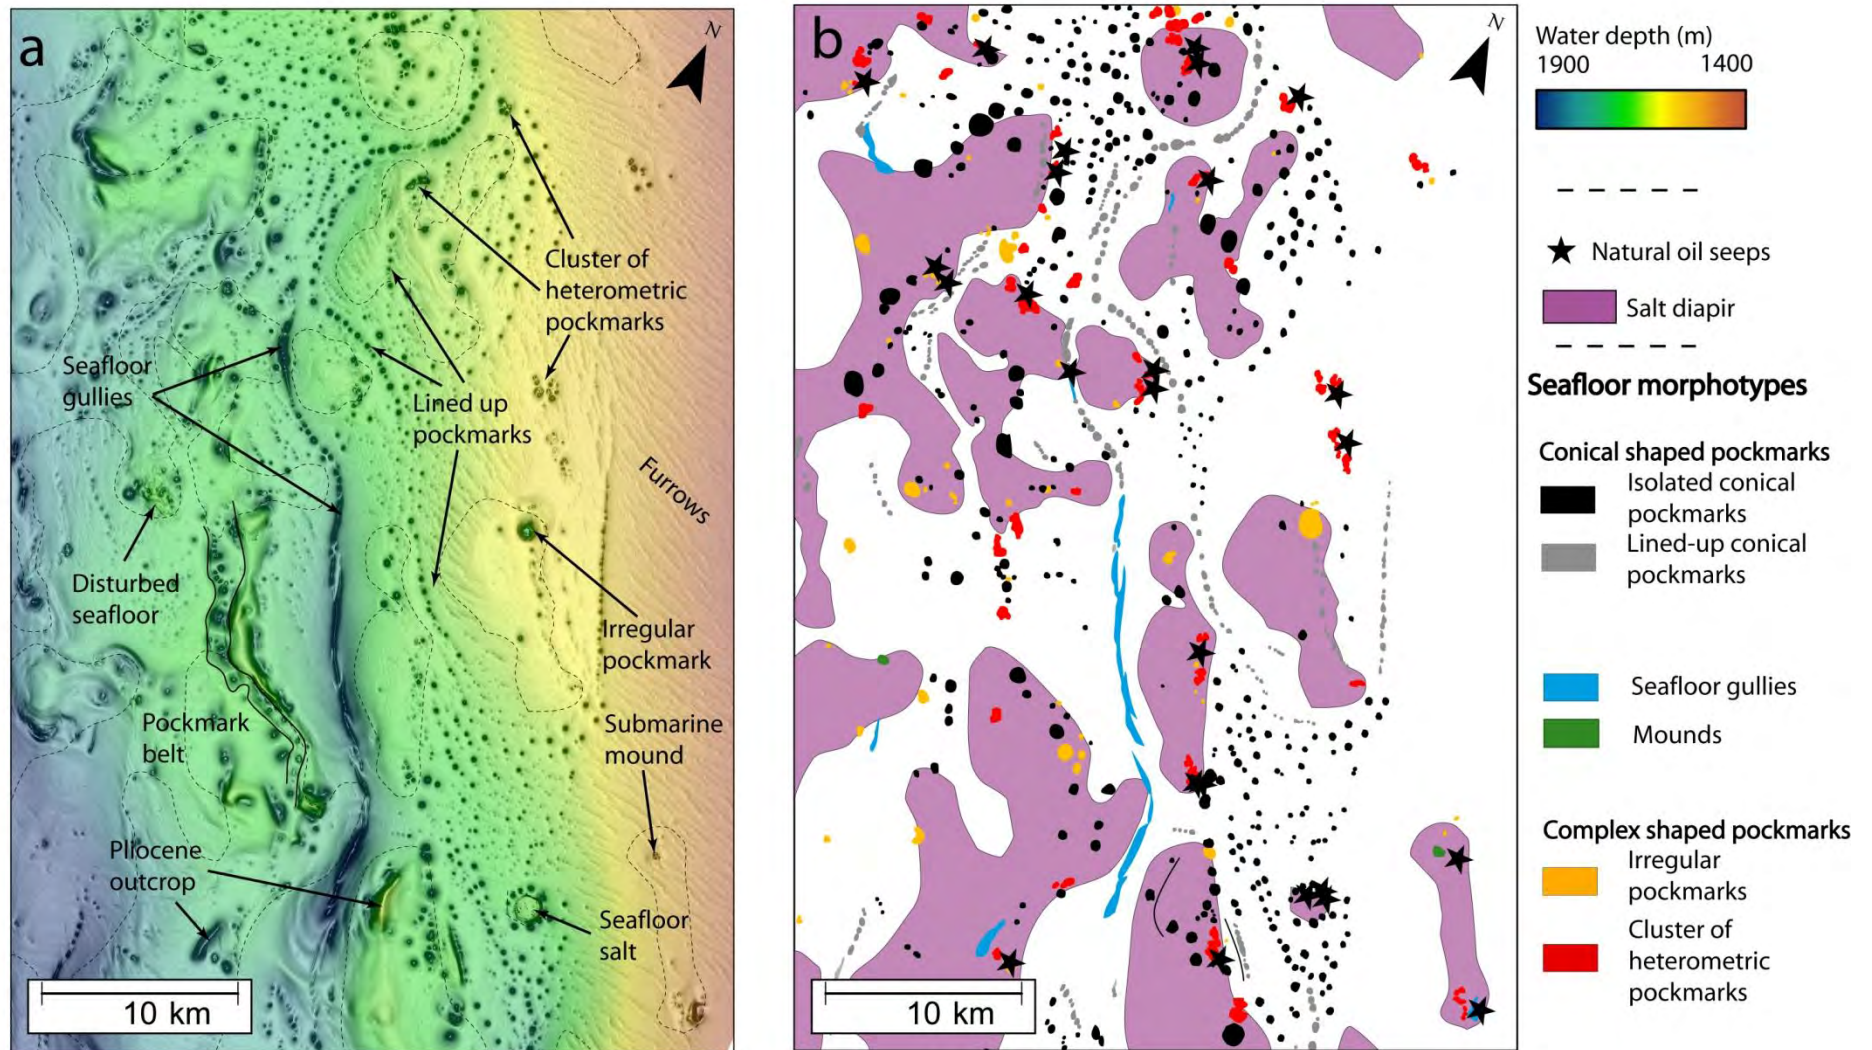 a
N
Cluster of
heterometric
pockmarks
Seafloor
gullies
Lined up
pockmarks
Furrows
Disturbed
seafloor
Irregular
pockmark
Pockmark
belt
Submarine
mound
Pliocene
outcrop
Seafloor
salt
10 km
b
N
10 km
Water depth (m)
1900 1400
Natural oil seeps
Salt diapir
Seafloor morphotypes
Conical shaped pockmarks
Isolated conical
pockmarks
Lined-up conical
pockmarks
Seafloor gullies
Mounds
Complex shaped pockmarks
Irregular
pockmarks
Cluster of
heterometric
pockmarks